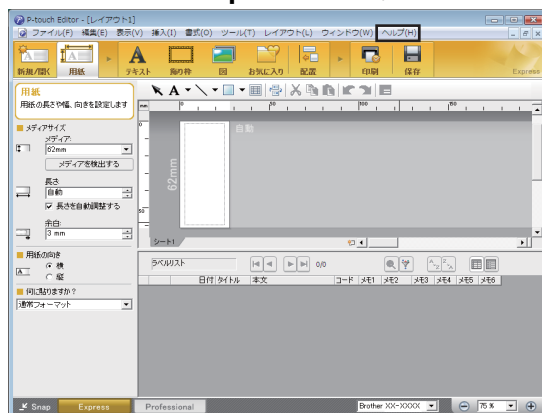 P-touch Editor - [レイアウト1]
ファイル(F) 編集(E) 表示(V) 挿入(I) 書式(O) ツール(T) レイアウト(L) ウィンドウ(W) ヘルプ(H)
新規/開く 用紙 テキスト 飾り枠 図 お気に入り 配置 印刷 保存 Express
用紙
用紙の長さや幅、向きを設定します
メディアサイズ
メディア:
62mm
メディアを検出する
長さ
自動
長さを自動調整する
余白:
3 mm
用紙の向き
横
縦
何に貼りますか?
通常フォーマット
A
mm 0 50 100 150
0
50
自動
62mm
シート1
ラベルリスト 0/0
日付 タイトル 本文 コード メモ1 メモ2 メモ3 メモ4 メモ5 メモ6
Snap Express Professional Brother XX-XXXX 75 %